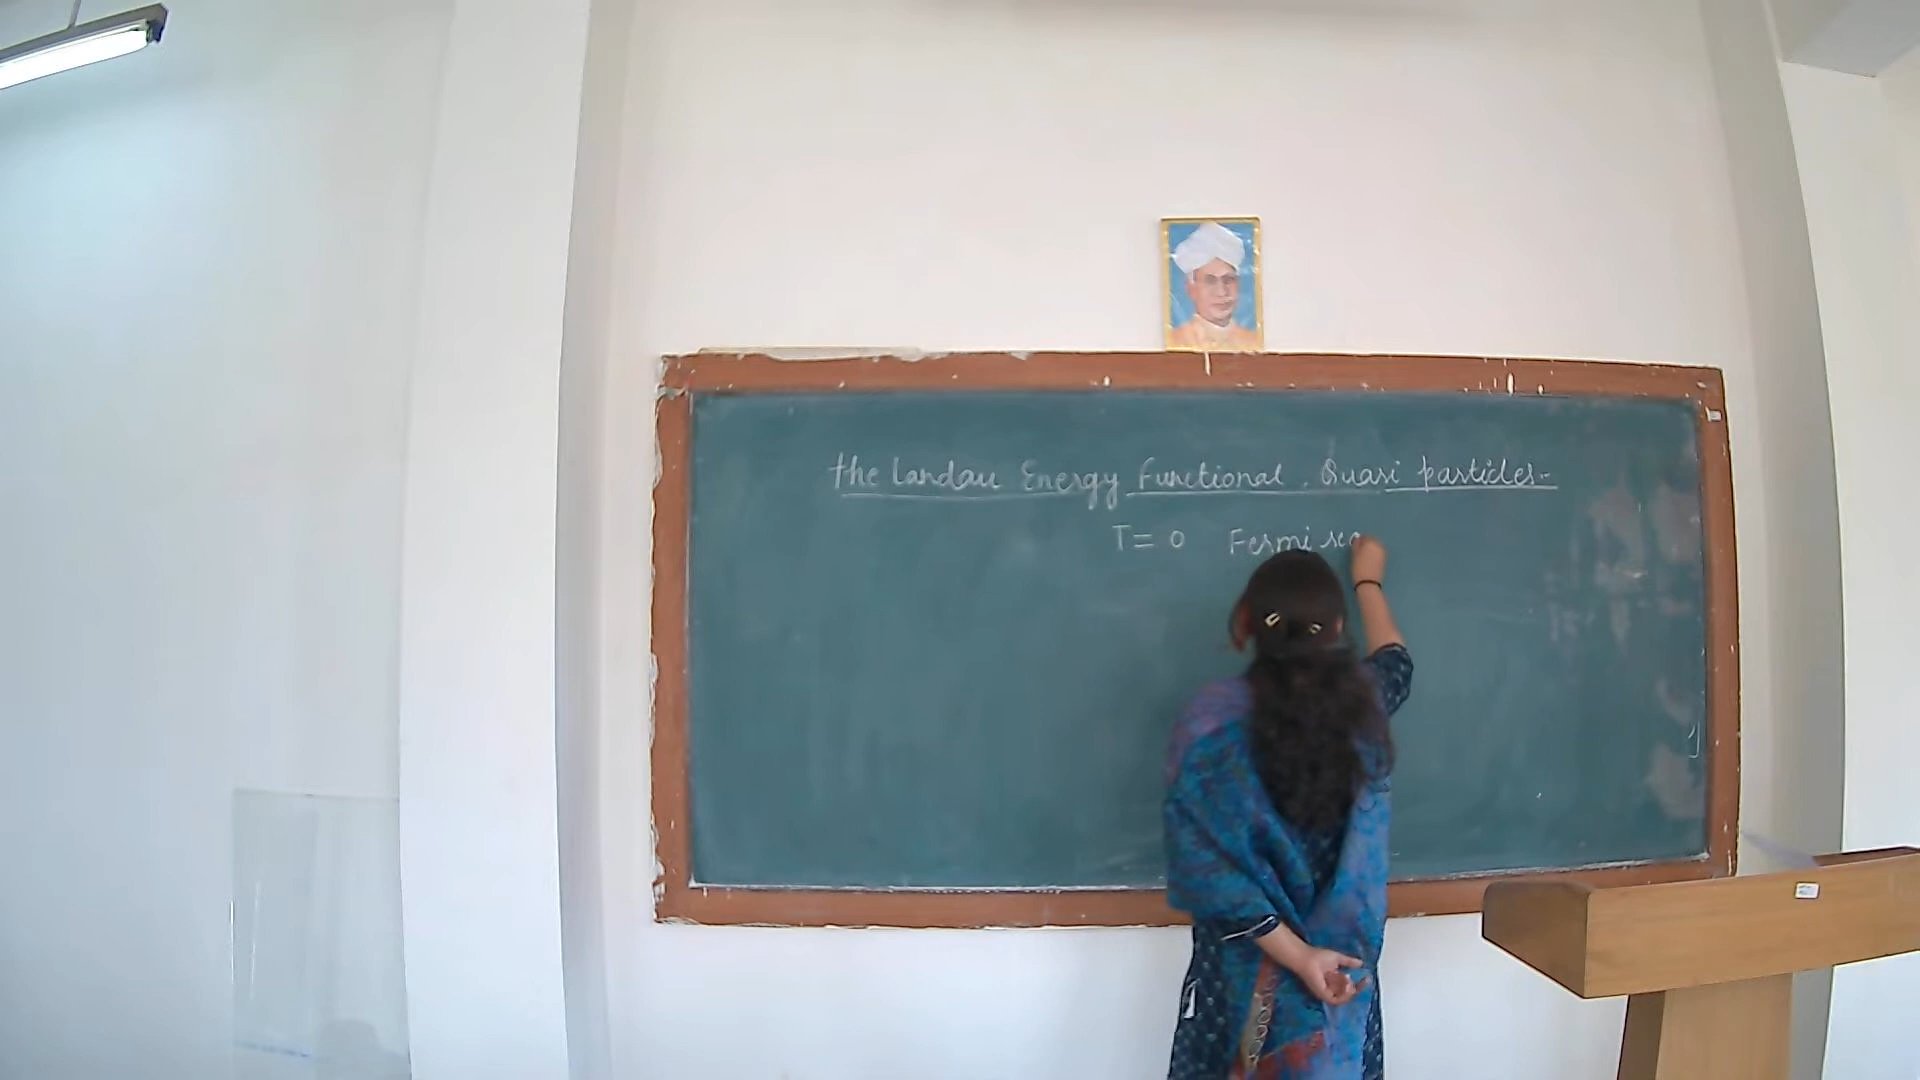 the Landau Energy Functional. Quasi particles-
T = 0 Fermi sea